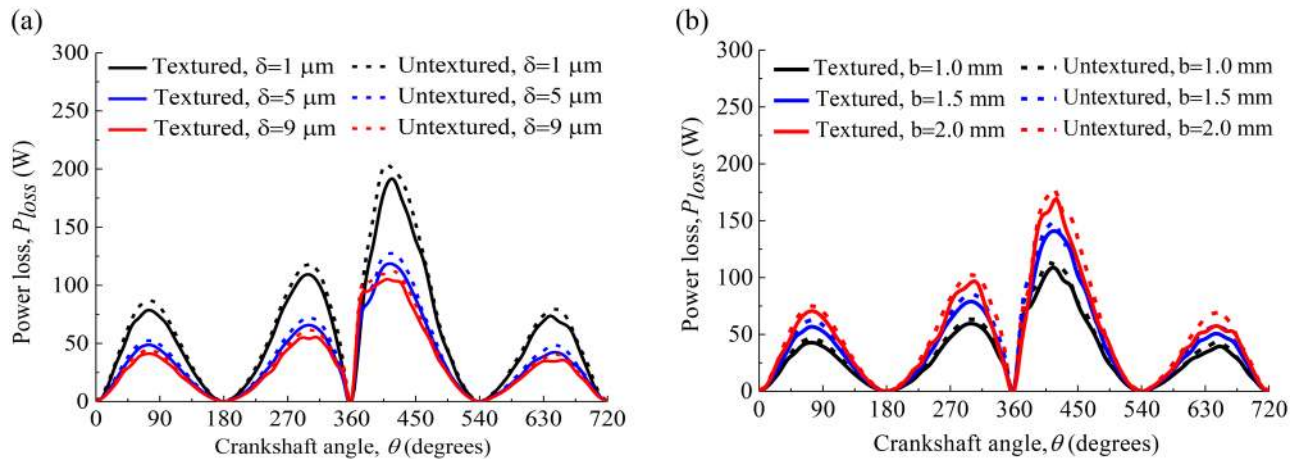 (a)
300
250
200
150
100
50
0
Power loss, P_loss (W)
Textured, δ=1 μm
Untextured, δ=1 μm
Textured, δ=5 μm
Untextured, δ=5 μm
Textured, δ=9 μm
Untextured, δ=9 μm
0 90 180 270 360 450 540 630 720
Crankshaft angle, θ (degrees)
(b)
300
250
200
150
100
50
0
Power loss, P_loss (W)
Textured, b=1.0 mm
Untextured, b=1.0 mm
Textured, b=1.5 mm
Untextured, b=1.5 mm
Textured, b=2.0 mm
Untextured, b=2.0 mm
0 90 180 270 360 450 540 630 720
Crankshaft angle, θ (degrees)